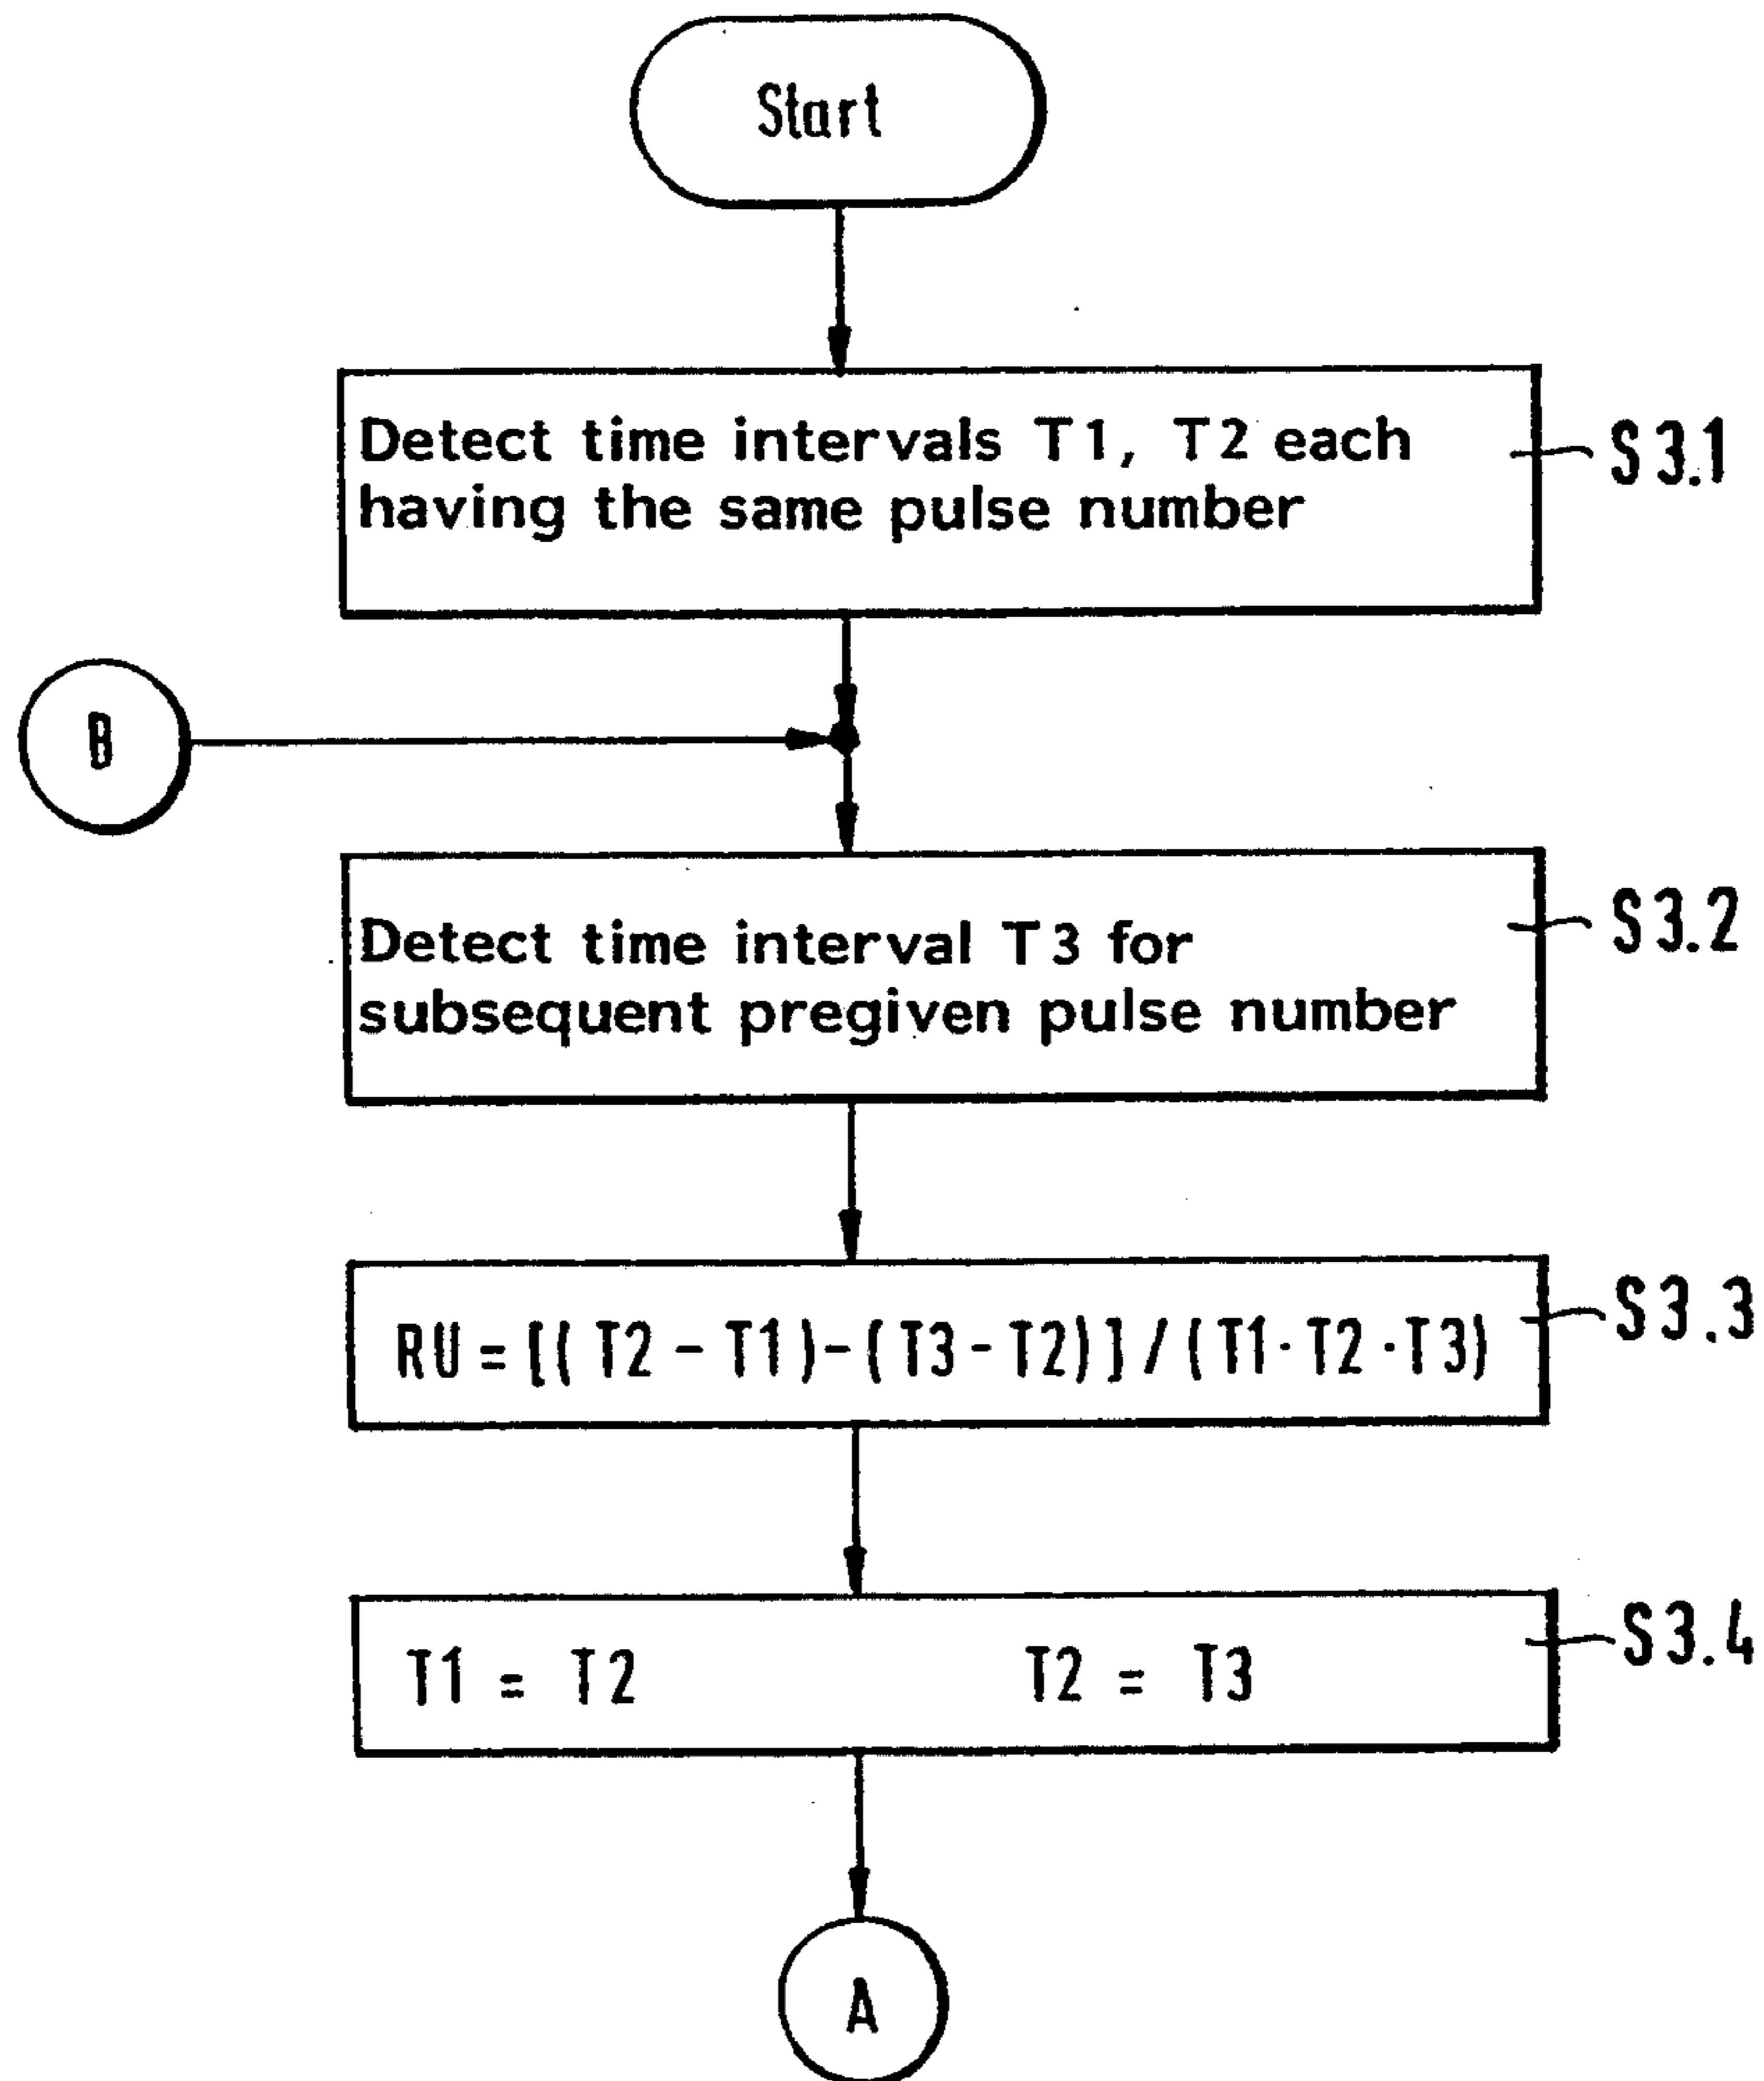 Start
Detect time intervals T1, T2 each
having the same pulse number
S3.1
B
Detect time interval T3 for
subsequent pregiven pulse number
S3.2
RU = [( T2 - T1 ) - ( T3 - T2 )] / ( T1 · T2 · T3 )
S3.3
T1 = T2 T2 = T3
S3.4
A